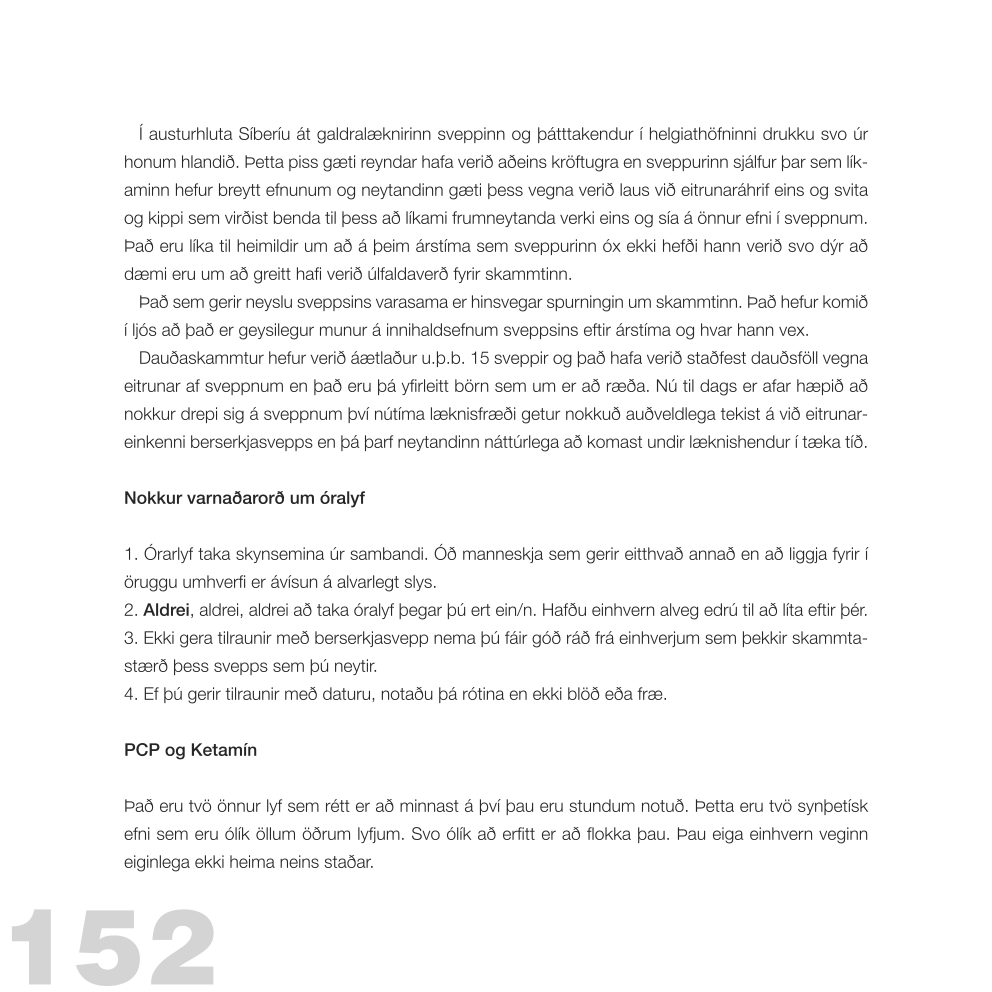 Í austurhluta Síberíu át galdralæknirinn sveppinn og þátttakendur í helgiathöfninni drukku svo úr
honum hlandið. Þetta piss gæti reyndar hafa verið aðeins kröftugra en sveppurinn sjálfur þar sem lík-
aminn hefur breytt efnunum og neytandinn gæti þess vegna verið laus við eitrunaráhrif eins og svita
og kippi sem virðist benda til þess að líkami frumneytanda verki eins og sía á önnur efni í sveppnum.
Það eru líka til heimildir um að á þeim árstíma sem sveppurinn óx ekki hefði hann verið svo dýr að
dæmi eru um að greitt hafi verið úlfaldaverð fyrir skammtinn.
Það sem gerir neyslu sveppsins varasama er hinsvegar spurningin um skammtinn. Það hefur komið
í ljós að það er geysilegur munur á innihaldsefnum sveppsins eftir árstíma og hvar hann vex.
Dauðaskammtur hefur verið áætlaður u.þ.b. 15 sveppir og það hafa verið staðfest dauðsföll vegna
eitrunar af sveppnum en það eru þá yfirleitt börn sem um er að ræða. Nú til dags er afar hæpið að
nokkur drepi sig á sveppnum því nútíma læknisfræði getur nokkuð auðveldlega tekist á við eitrunar-
einkenni berserkjasvepps en þá þarf neytandinn náttúrlega að komast undir læknishendur í tæka tíð.
Nokkur varnaðarorð um óralyf
1. Órarlyf taka skynsemina úr sambandi. Óð manneskja sem gerir eitthvað annað en að liggja fyrir í
öruggu umhverfi er ávísun á alvarlegt slys.
2. Aldrei, aldrei, aldrei að taka óralyf þegar þú ert ein/n. Hafðu einhvern alveg edrú til að líta eftir þér.
3. Ekki gera tilraunir með berserkjasvepp nema þú fáir góð ráð frá einhverjum sem þekkir skammta-
stærð þess svepps sem þú neytir.
4. Ef þú gerir tilraunir með daturu, notaðu þá rótina en ekki blöð eða fræ.
PCP og Ketamín
Það eru tvö önnur lyf sem rétt er að minnast á því þau eru stundum notuð. Þetta eru tvö synþetísk
efni sem eru ólík öllum öðrum lyfjum. Svo ólík að erfitt er að flokka þau. Þau eiga einhvern veginn
eiginlega ekki heima neins staðar.
152